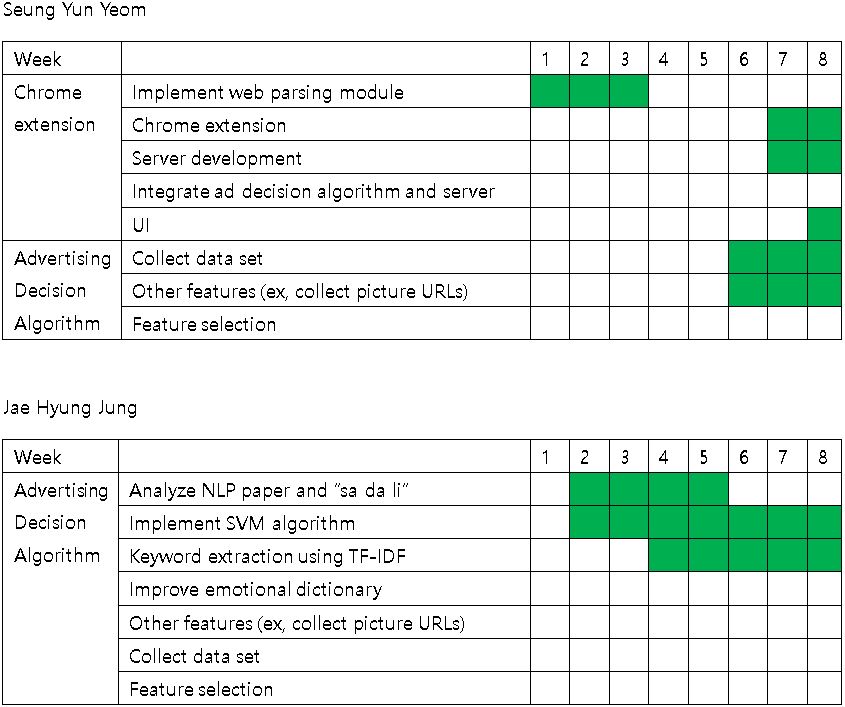 Seung Yun Yeom
Week 1 2 3 4 5 6 7 8
Chrome Implement web parsing module
extension Chrome extension
Server development
Integrate ad decision algorithm and server
UI
Advertising Collect data set
Decision Other features (ex, collect picture URLs)
Algorithm Feature selection
Jae Hyung Jung
Week 1 2 3 4 5 6 7 8
Advertising Analyze NLP paper and “sa da li”
Decision Implement SVM algorithm
Algorithm Keyword extraction using TF-IDF
Improve emotional dictionary
Other features (ex, collect picture URLs)
Collect data set
Feature selection